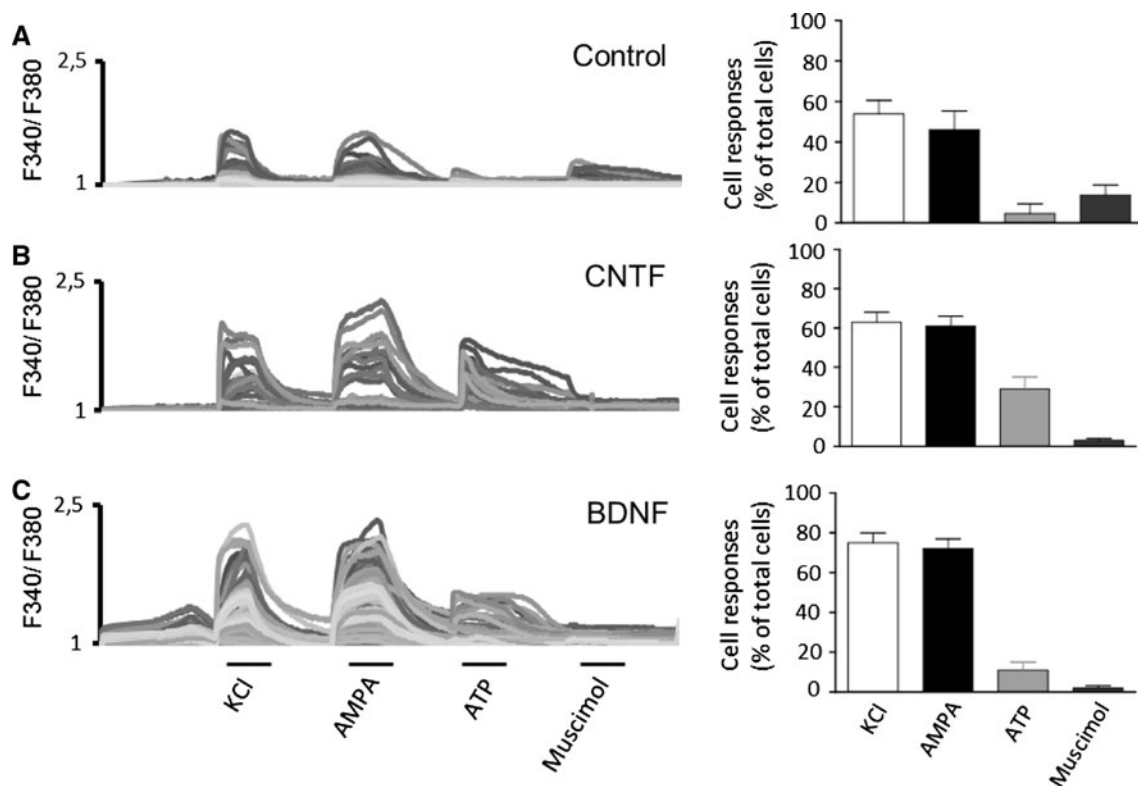 A
2,5
Control
F340/ F380
1
Cell responses
(% of total cells)
100
80
60
40
20
0
B
2,5
CNTF
F340/ F380
1
Cell responses
(% of total cells)
100
80
60
40
20
0
C
2,5
BDNF
F340/ F380
1
KCl
AMPA
ATP
Muscimol
Cell responses
(% of total cells)
100
80
60
40
20
0
KCl
AMPA
ATP
Muscimol